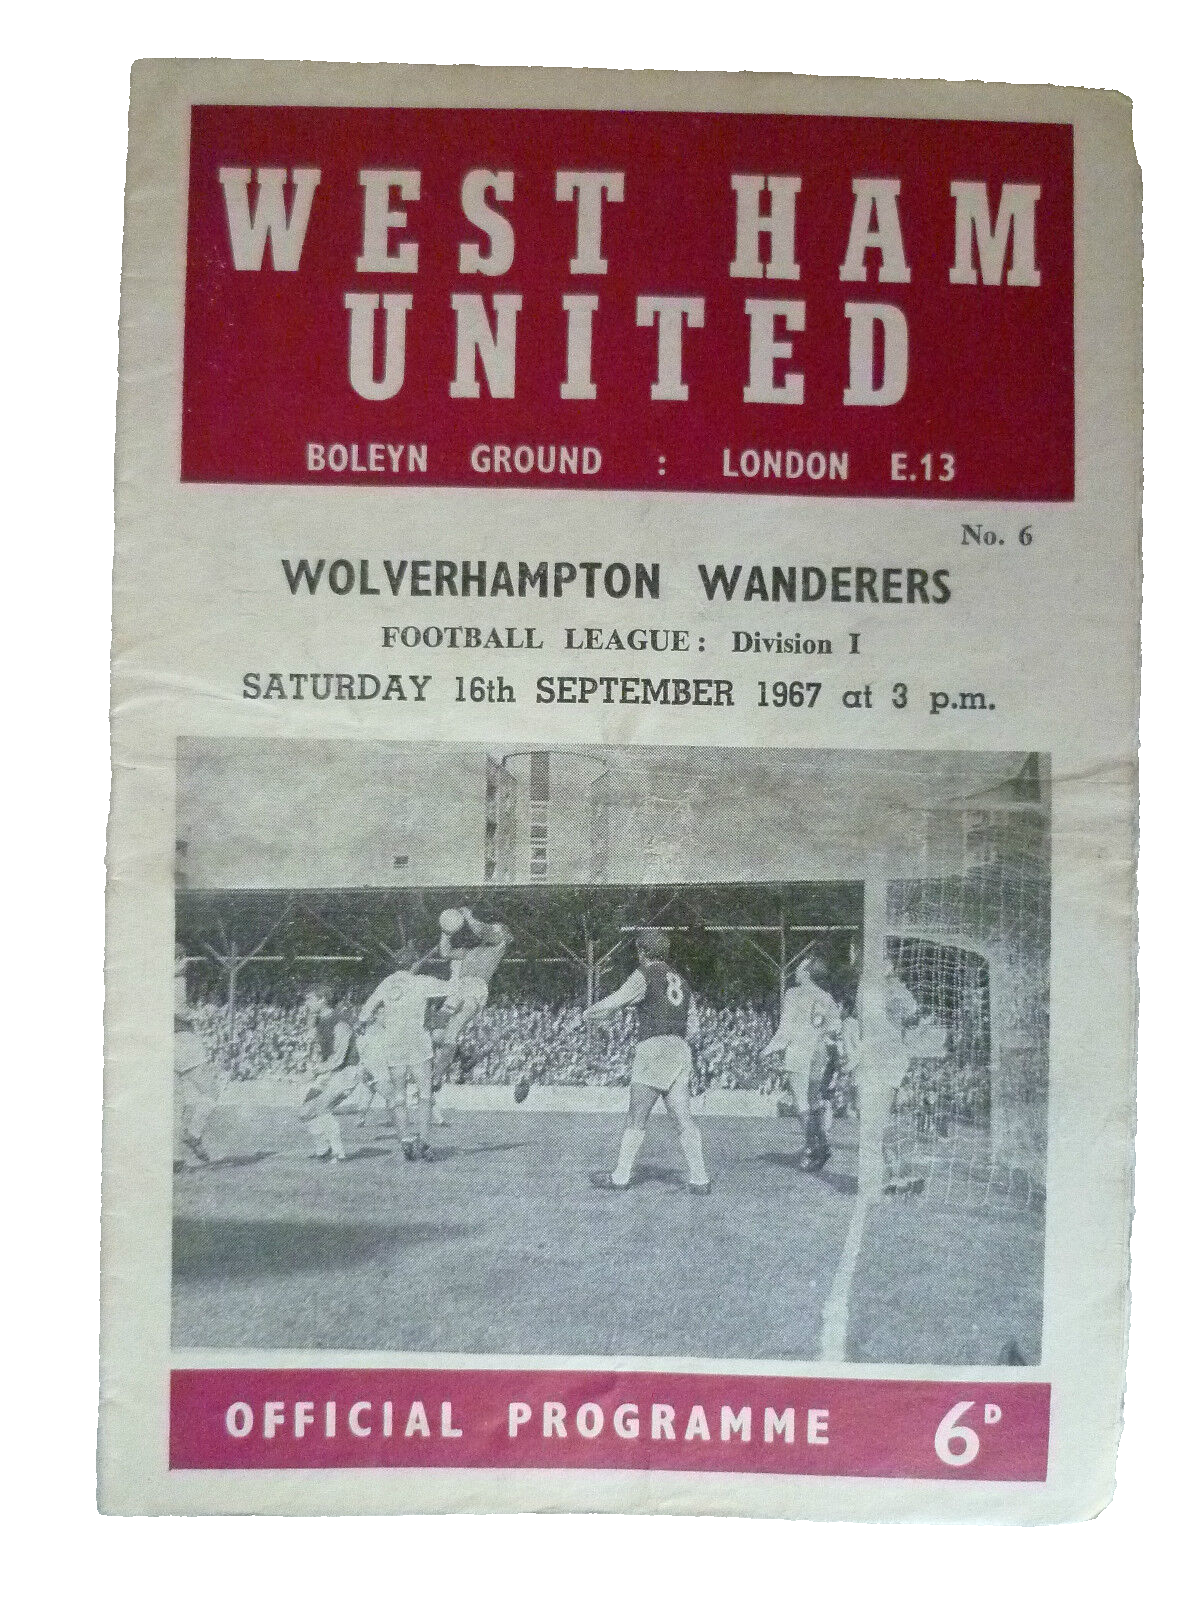 WEST HAM
UNITED
BOLEYN GROUND : LONDON E.13
No. 6
WOLVERHAMPTON WANDERERS
FOOTBALL LEAGUE: Division I
SATURDAY 16th SEPTEMBER 1967 at 3 p.m.
8
6
OFFICIAL PROGRAMME 6D